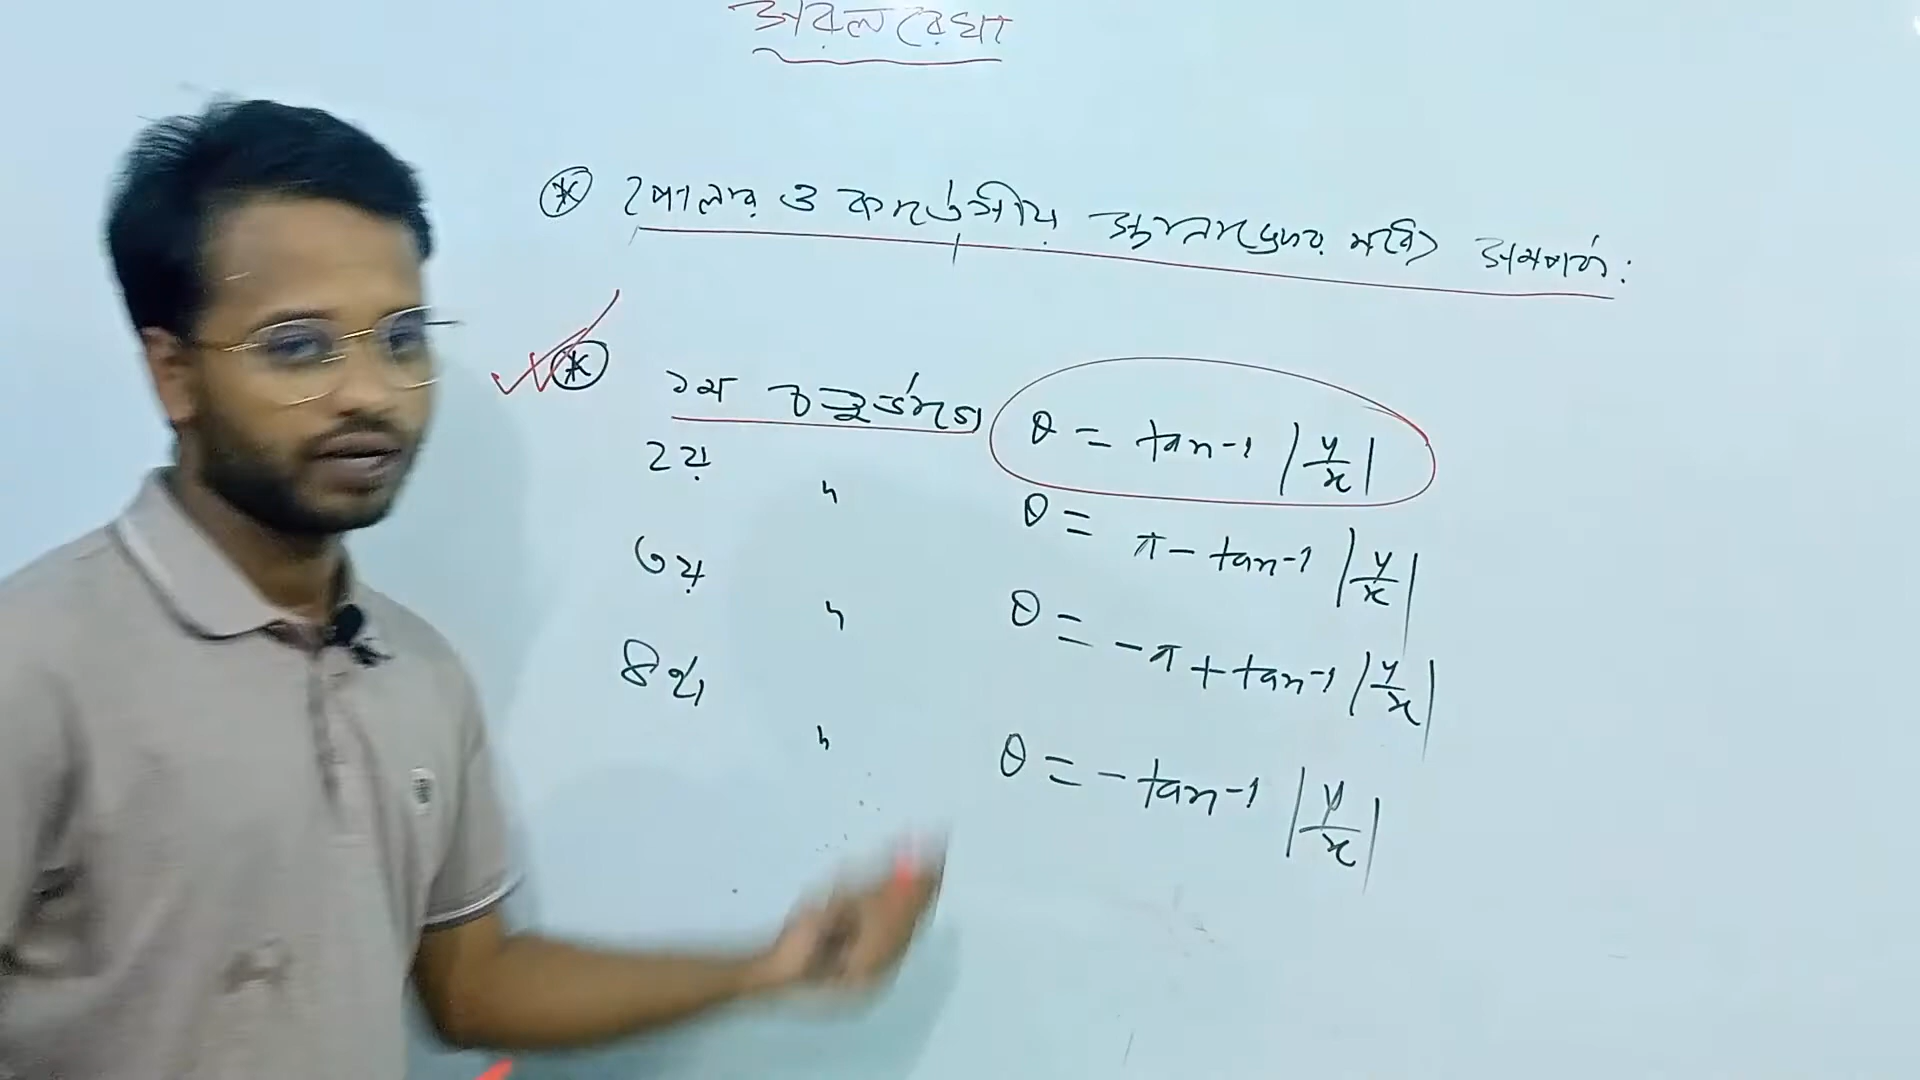 সরলরেখা
* পোলার ও কার্তেসীয় স্থানাঙ্কের মধ্যে সম্পর্ক:
* ১ম চতুর্ভাগে θ = tan-1 |y/x|
২য় " θ = π - tan-1 |y/x|
৩য় " θ = -π + tan-1 |y/x|
৪র্থ " θ = -tan-1 |y/x|